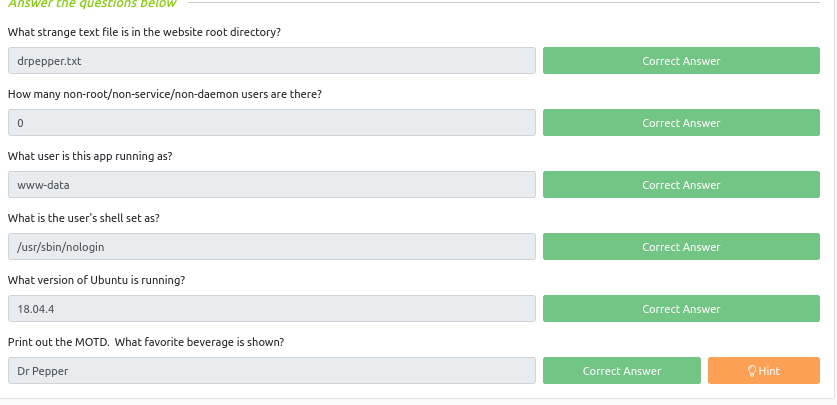 Answer the questions below
What strange text file is in the website root directory?
drpepper.txt Correct Answer
How many non-root/non-service/non-daemon users are there?
0 Correct Answer
What user is this app running as?
www-data Correct Answer
What is the user's shell set as?
/usr/sbin/nologin Correct Answer
What version of Ubuntu is running?
18.04.4 Correct Answer
Print out the MOTD.  What favorite beverage is shown?
Dr Pepper Correct Answer Hint